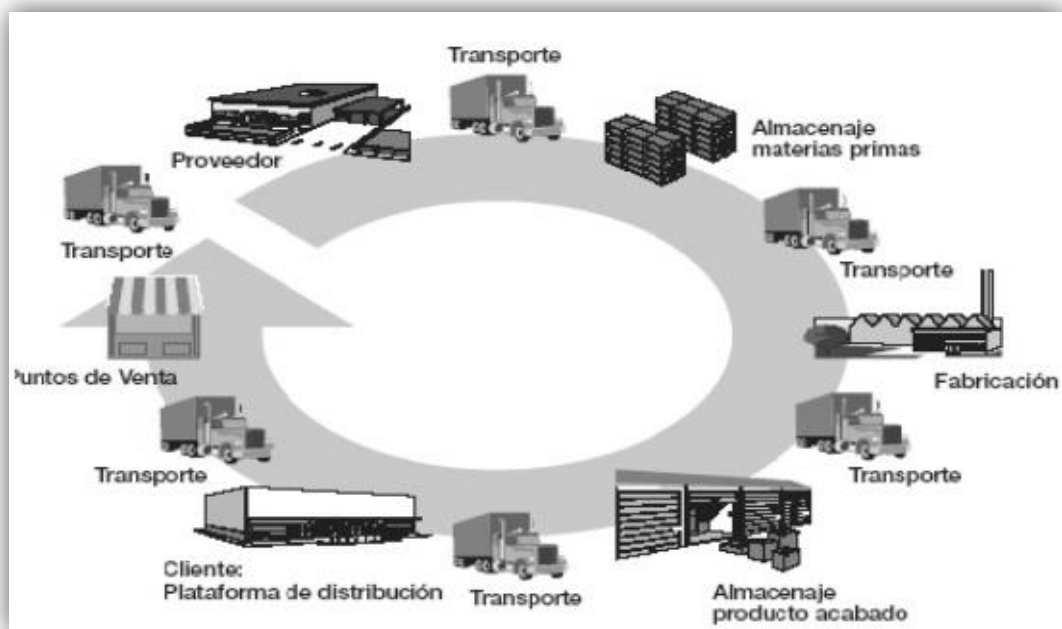 Transporte
Proveedor
Almacenaje
materias primas
Transporte
Transporte
Fabricación
Puntos de Venta
Transporte
Transporte
Cliente:
Plataforma de distribución
Transporte
Almacenaje
producto acabado